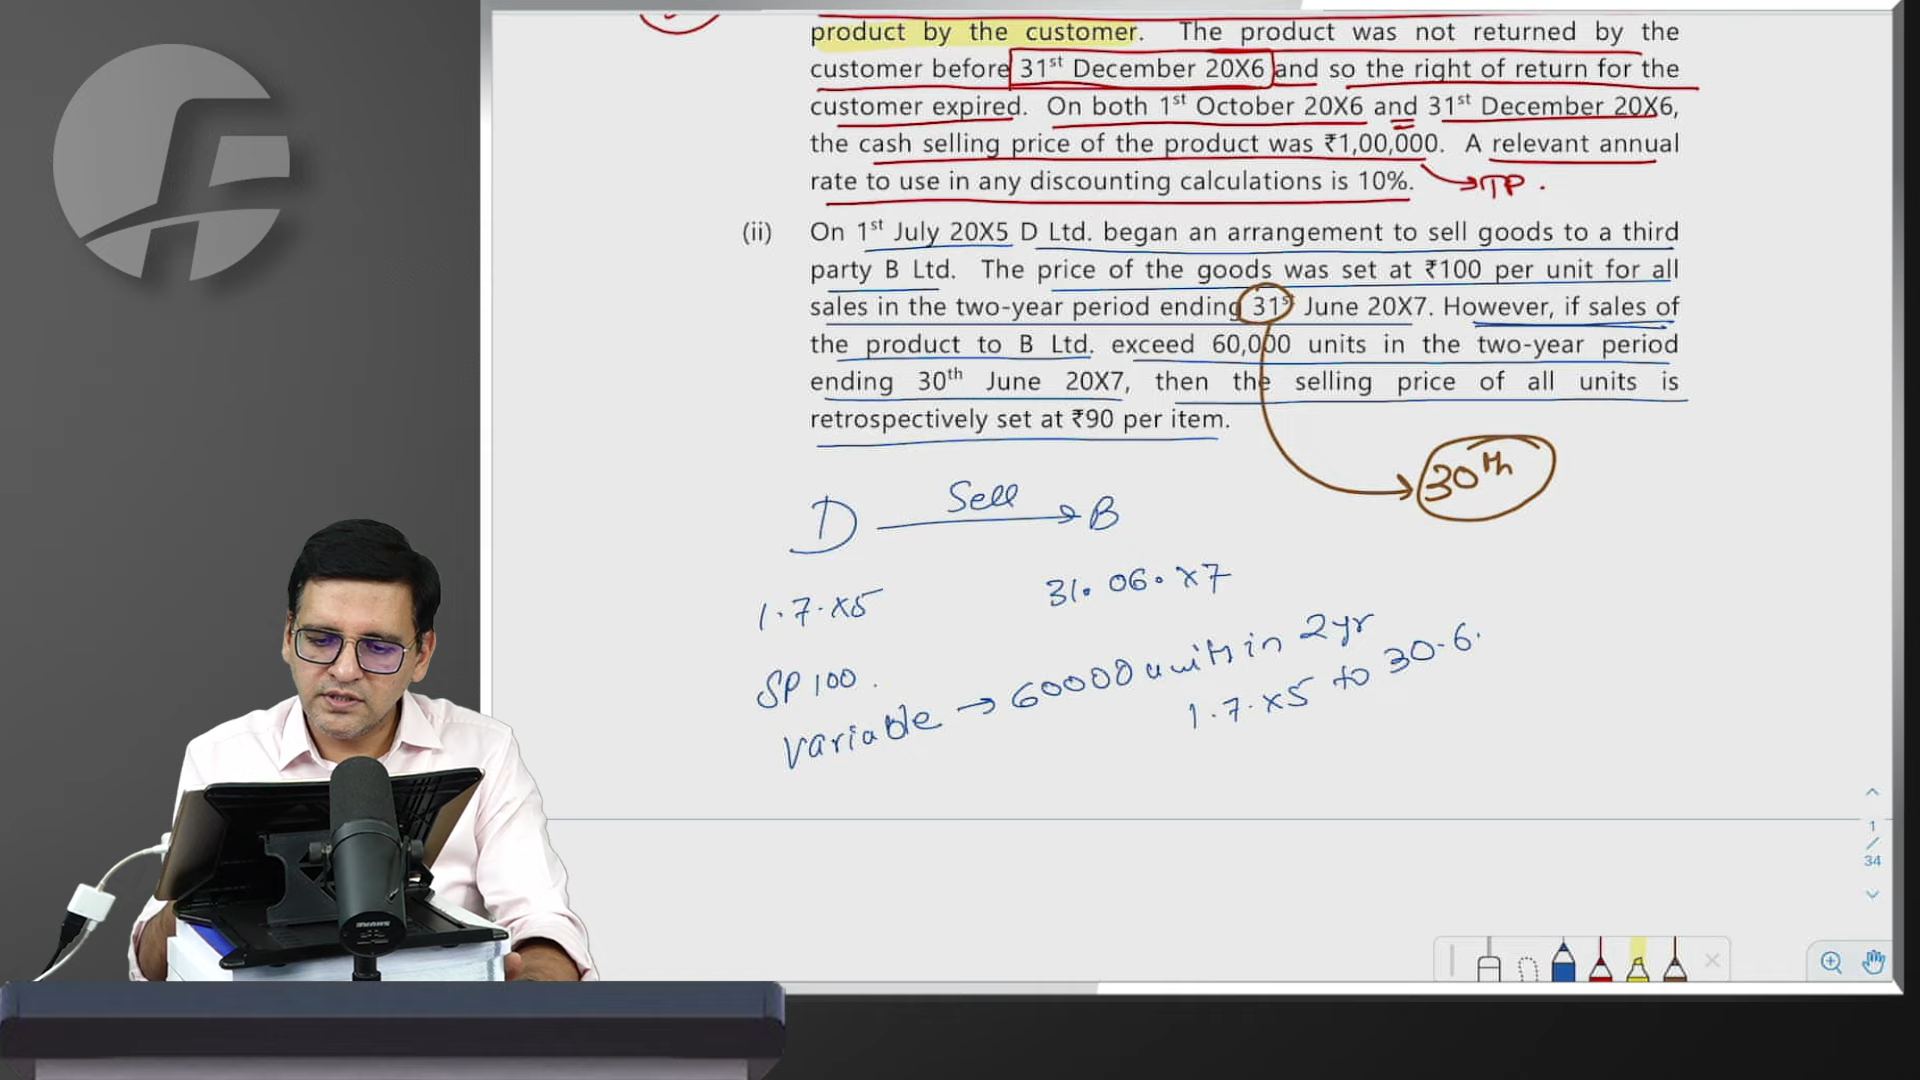 product by the customer. The product was not returned by the
customer before 31st December 20X6 and so the right of return for the
customer expired. On both 1st October 20X6 and 31st December 20X6,
the cash selling price of the product was ₹1,00,000. A relevant annual
rate to use in any discounting calculations is 10%.
→TP.
(ii) On 1st July 20X5 D Ltd. began an arrangement to sell goods to a third
party B Ltd. The price of the goods was set at ₹100 per unit for all
sales in the two-year period ending 31st June 20X7. However, if sales of
the product to B Ltd. exceed 60,000 units in the two-year period
ending 30th June 20X7, then the selling price of all units is
retrospectively set at ₹90 per item.
30th
D Sell → B
1.7.X5 31.06.X7
SP 100.
Variable → 60000 units in 2yr
1.7.X5 to 30.6.
1
/
34
SHURE